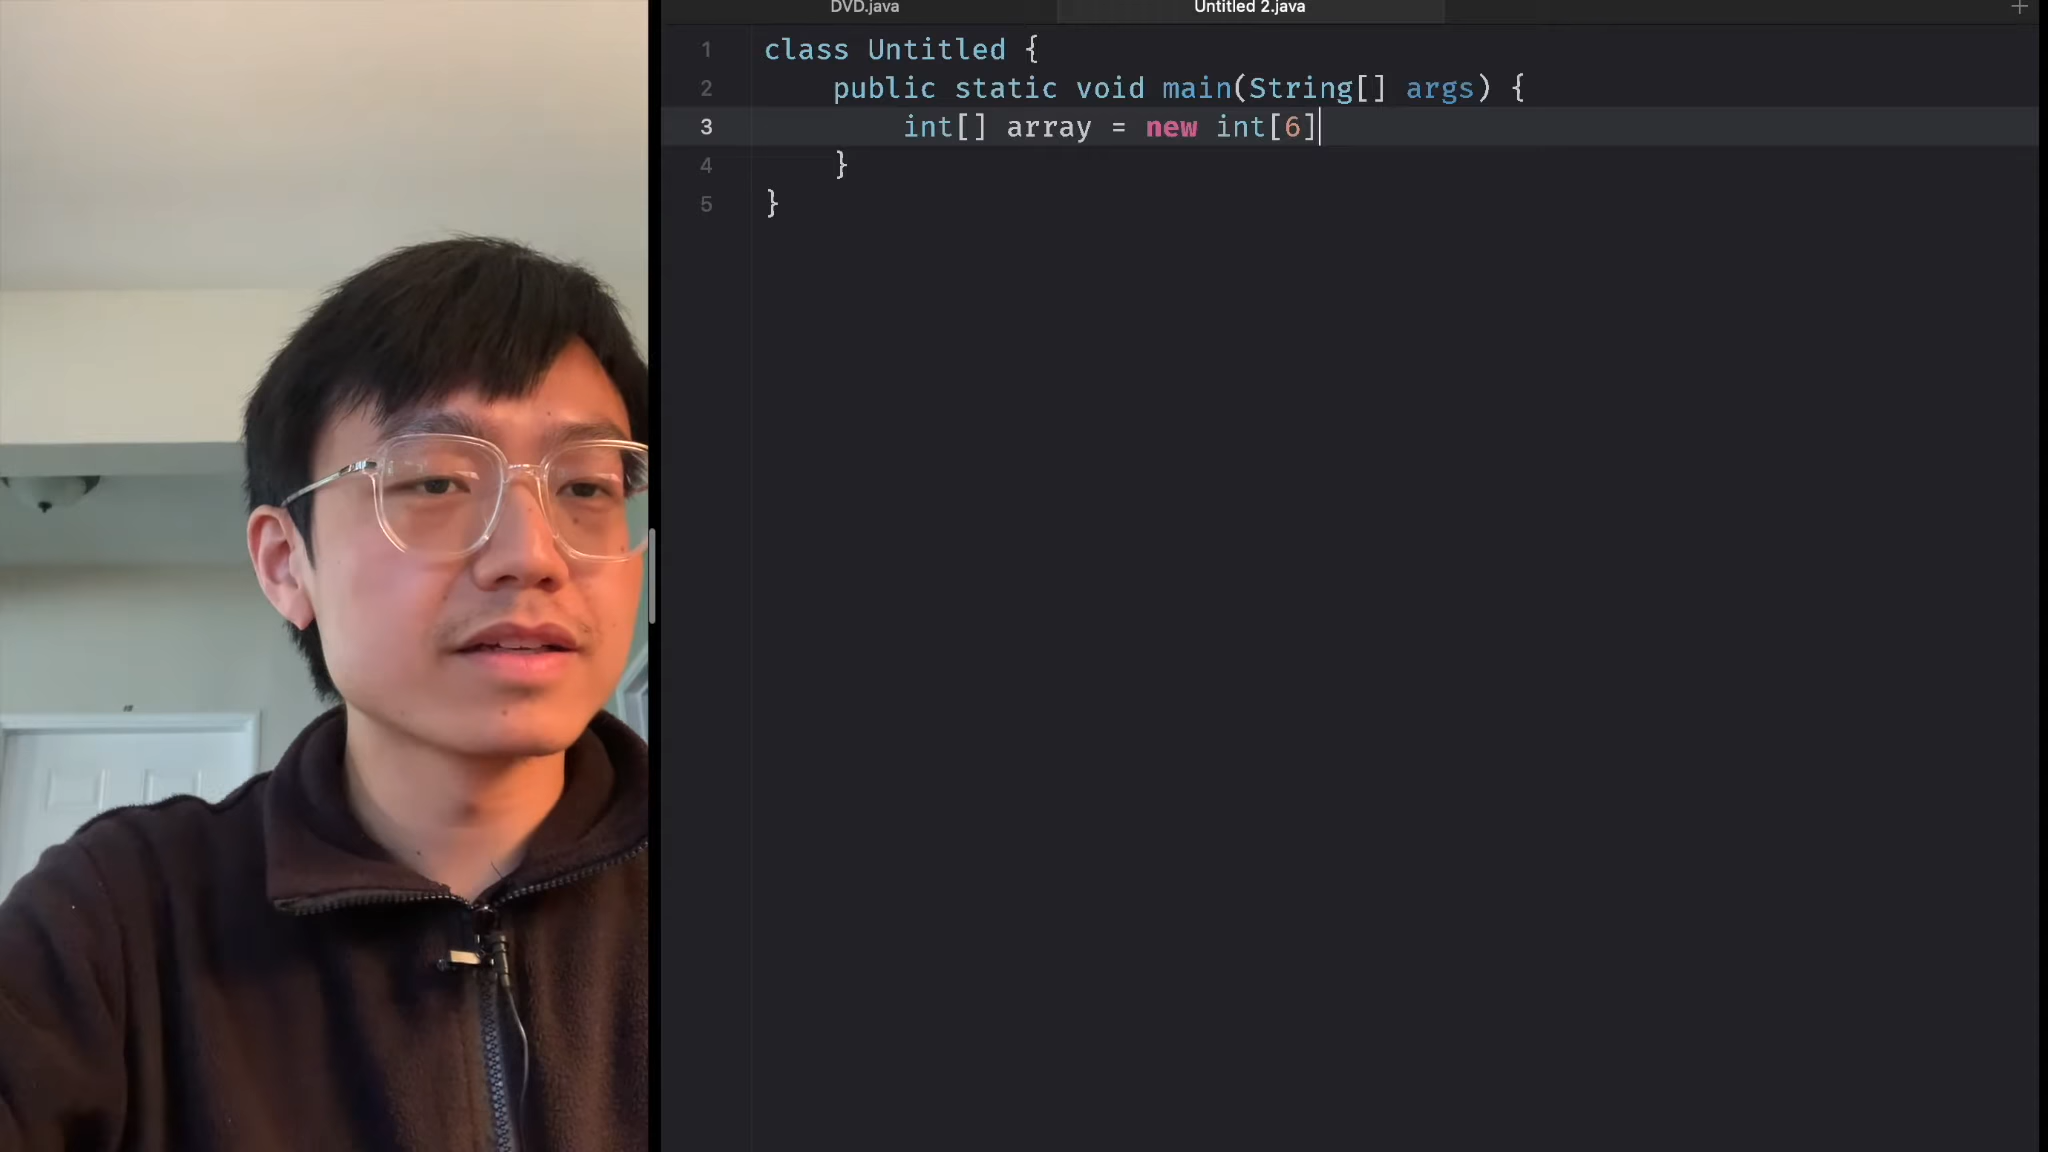 DVD.java
Untitled 2.java
1 class Untitled {
2 public static void main(String[] args) {
3 int[] array = new int[6]
4 }
5 }